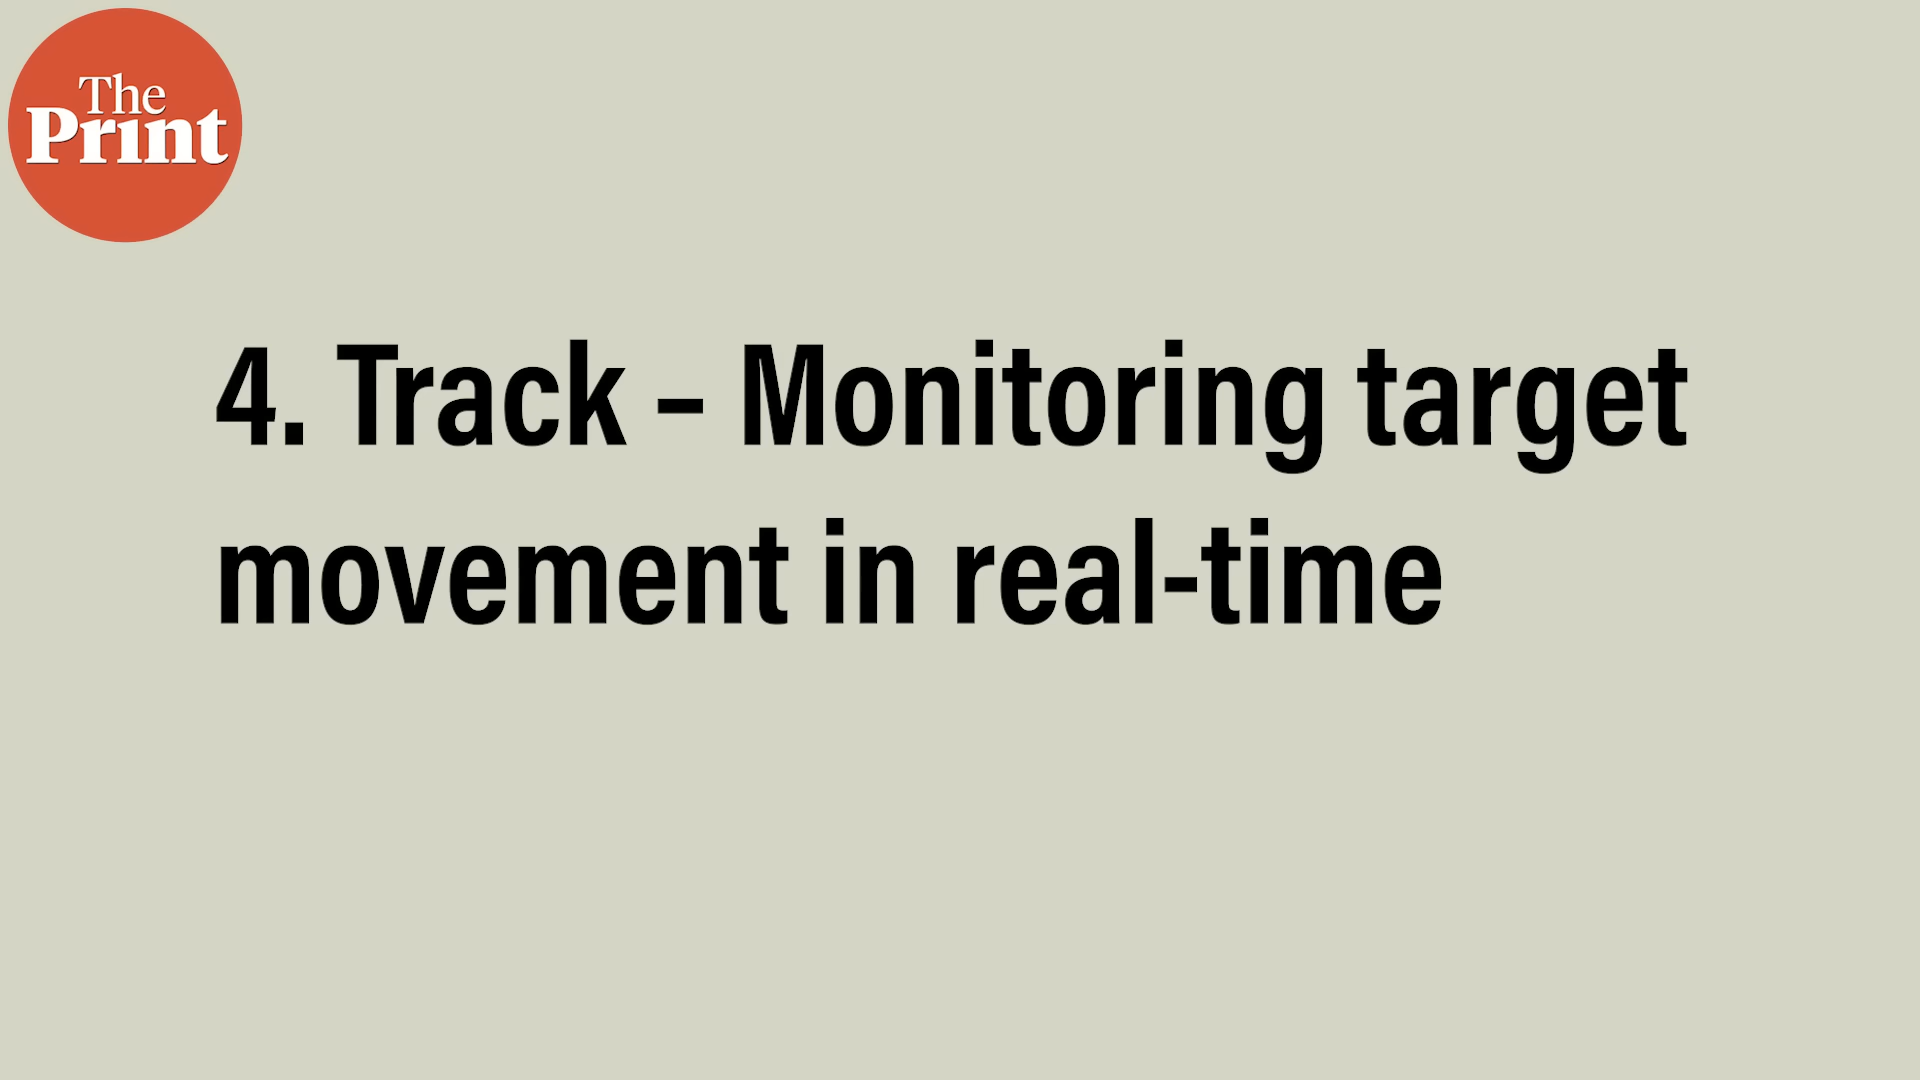 The
Print
4. Track – Monitoring target
movement in real-time